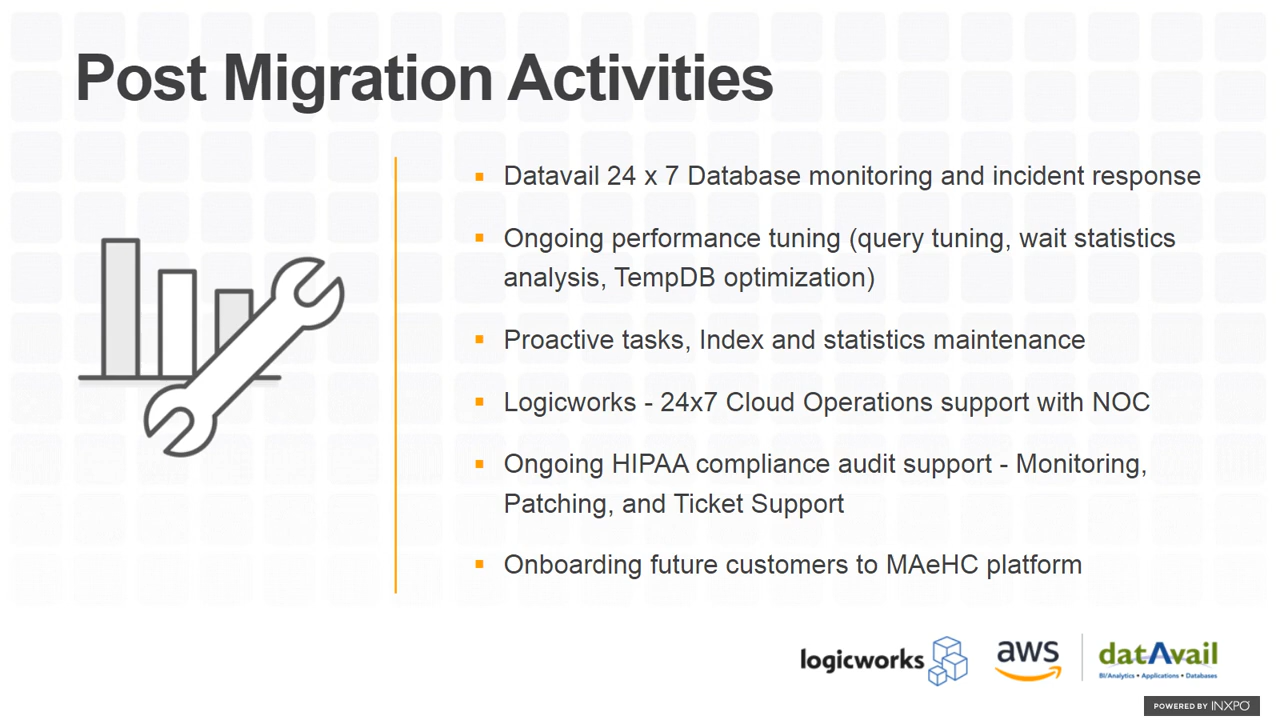 Post Migration Activities
Datavail 24 x 7 Database monitoring and incident response
Ongoing performance tuning (query tuning, wait statistics
analysis, TempDB optimization)
Proactive tasks, Index and statistics maintenance
Logicworks - 24x7 Cloud Operations support with NOC
Ongoing HIPAA compliance audit support - Monitoring,
Patching, and Ticket Support
Onboarding future customers to MAeHC platform
logicworks
aws
datAvail
BI/Analytics • Applications • Databases
POWERED BY INXPO